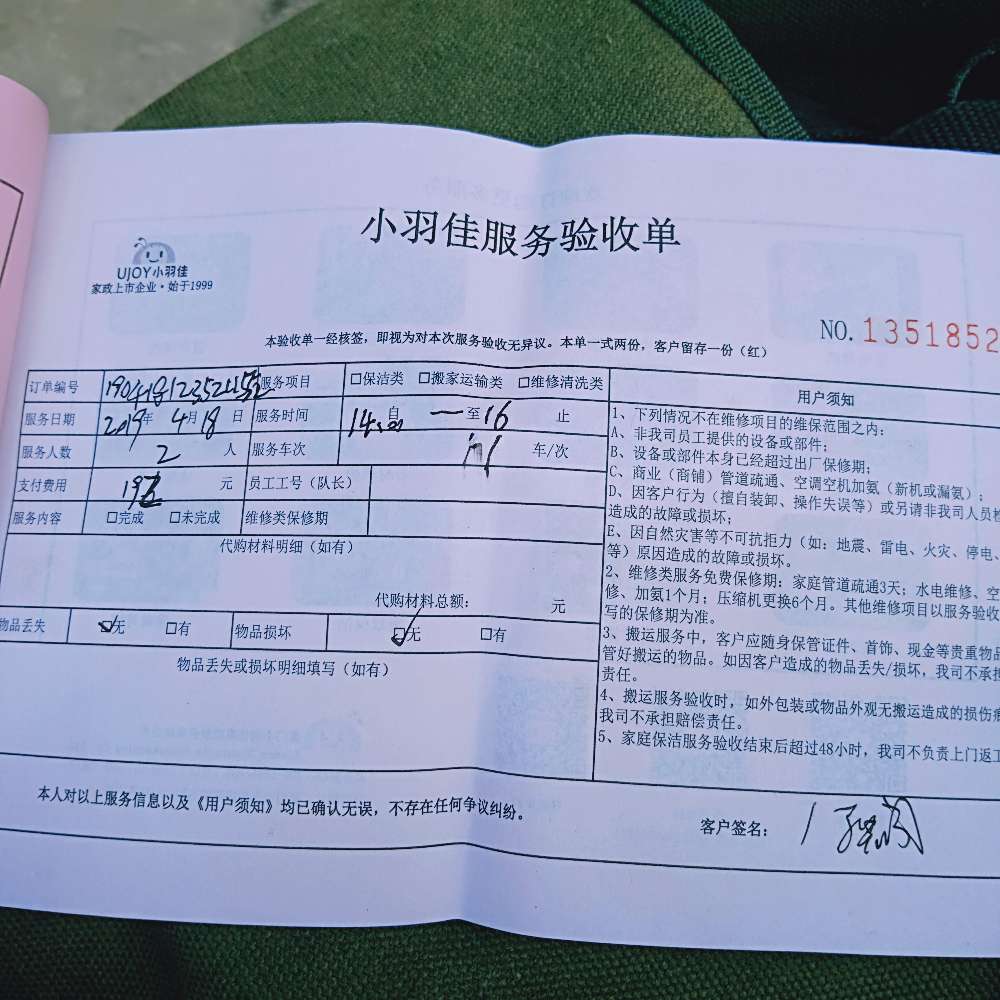 小羽佳服务验收单
UJOY小羽佳
家政上市企业·始于1999
NO.1351852
本验收单一经核签，即视为对本次服务验收无异议。本单一式两份，客户留存一份（红）
订单编号 服务项目 □保洁类 □搬家运输类 □维修清洗类
服务日期 2019年 4月18日 服务时间 14 自 一 至16 止
服务人数 2 人 服务车次 车/次
支付费用 元 员工工号（队长）
服务内容 □完成 □未完成 维修类保修期
代购材料明细（如有）
代购材料总额： 元
物品丢失 ☑无 □有 物品损坏 ☑无 □有
物品丢失或损坏明细填写（如有）
用户须知
1、下列情况不在维修项目的维保范围之内：
A、非我司员工提供的设备或部件；
B、设备或部件本身已经超过出厂保修期；
C、商业（商铺）管道疏通、空调空机加氨（新机或漏氨）；
D、因客户行为（擅自装卸、操作失误等）或另请非我司人员
造成的故障或损坏；
E、因自然灾害等不可抗拒力（如：地震、雷电、火灾、停电、
等）原因造成的故障或损坏。
2、维修类服务免费保修期：家庭管道疏通3天；水电维修、空
修、加氨1个月；压缩机更换6个月。其他维修项目以服务验收
写的保修期为准。
3、搬运服务中，客户应随身保管证件、首饰、现金等贵重物品
管好搬运的物品。如因客户造成的物品丢失/损坏，我司不承担
责任。
4、搬运服务验收时，如外包装或物品外观无搬运造成的损伤痕
我司不承担赔偿责任。
5、家庭保洁服务验收结束后超过48小时，我司不负责上门返工
本人对以上服务信息以及《用户须知》均已确认无误，不存在任何争议纠纷。
客户签名：